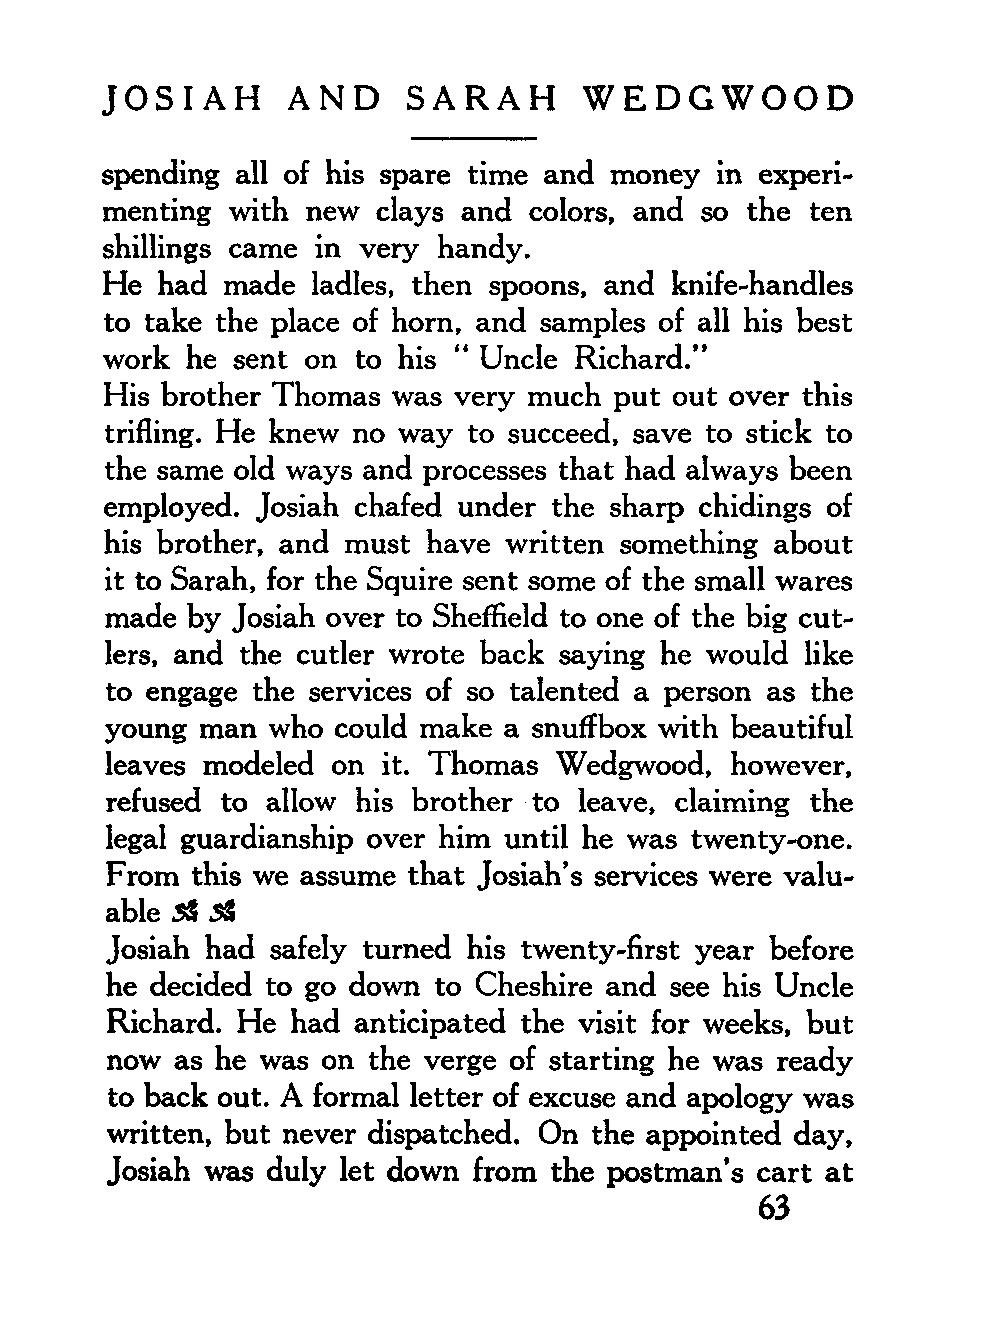 JOSIAH AND SARAH WEDGWOOD
spending all of his spare time and money in experi-
menting with new clays and colors, and so the ten
shillings came in very handy.
He had made ladles, then spoons, and knife-handles
to take the place of horn, and samples of all his best
work he sent on to his “ Uncle Richard.”
His brother Thomas was very much put out over this
trifling. He knew no way to succeed, save to stick to
the same old ways and processes that had always been
employed. Josiah chafed under the sharp chidings of
his brother, and must have written something about
it to Sarah, for the Squire sent some of the small wares
made by Josiah over to Sheffield to one of the big cut-
lers, and the cutler wrote back saying he would like
to engage the services of so talented a person as the
young man who could make a snuffbox with beautiful
leaves modeled on it. Thomas Wedgwood, however,
refused to allow his brother to leave, claiming the
legal guardianship over him until he was twenty-one.
From this we assume that Josiah’s services were valu-
able
Josiah had safely turned his twenty-first year before
he decided to go down to Cheshire and see his Uncle
Richard. He had anticipated the visit for weeks, but
now as he was on the verge of starting he was ready
to back out. A formal letter of excuse and apology was
written, but never dispatched. On the appointed day,
Josiah was duly let down from the postman’s cart at
63